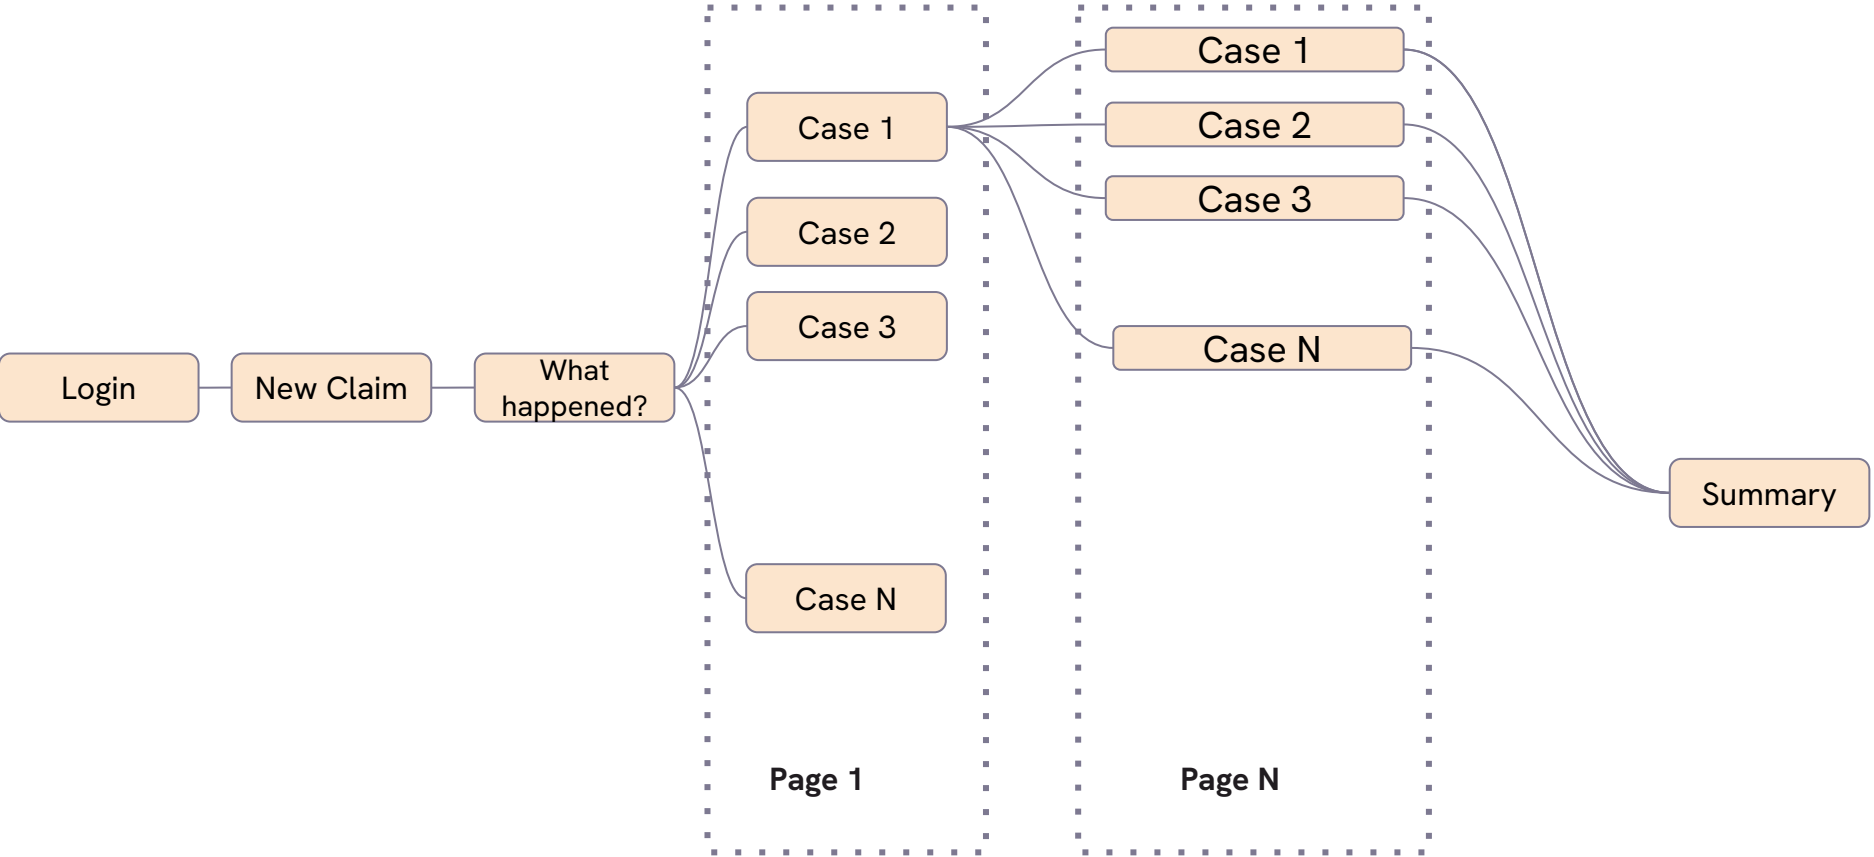 Login
New Claim
What
happened?
Case 1
Case 2
Case 3
Case N
Page 1
Case 1
Case 2
Case 3
Case N
Page N
Summary